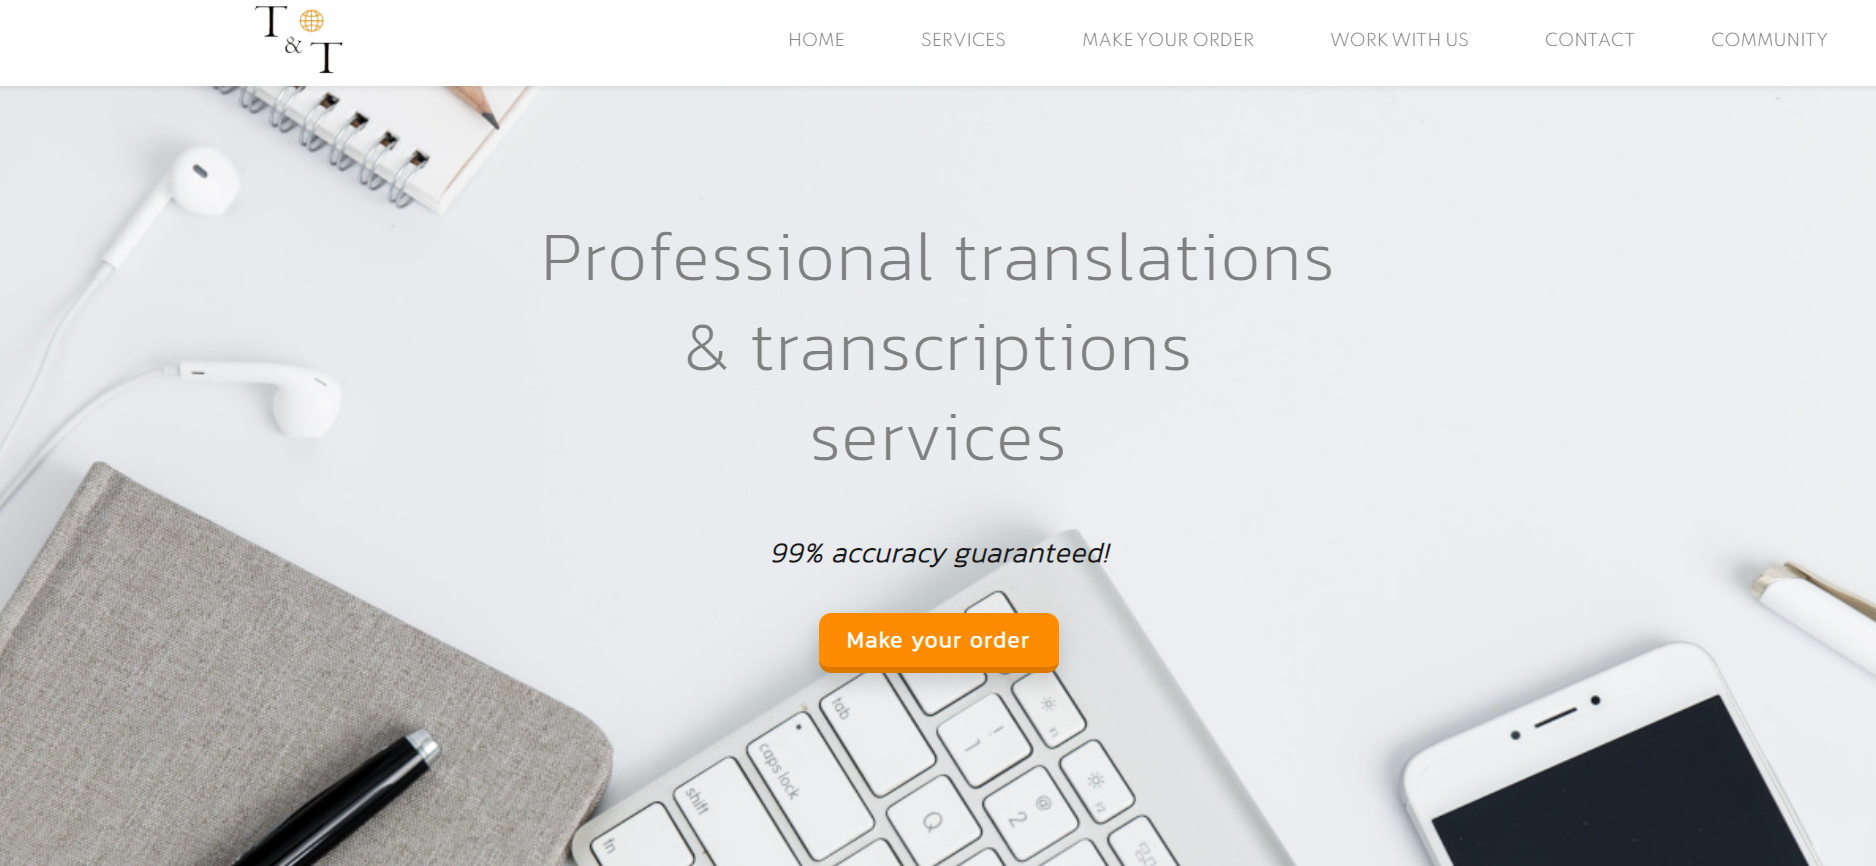 T
& T
HOME SERVICES MAKE YOUR ORDER WORK WITH US CONTACT COMMUNITY
Professional translations
& transcriptions
services
99% accuracy guaranteed!
Make your order
tab
caps lock
shift
fn
Q
! 1
@ 2
F1
F2